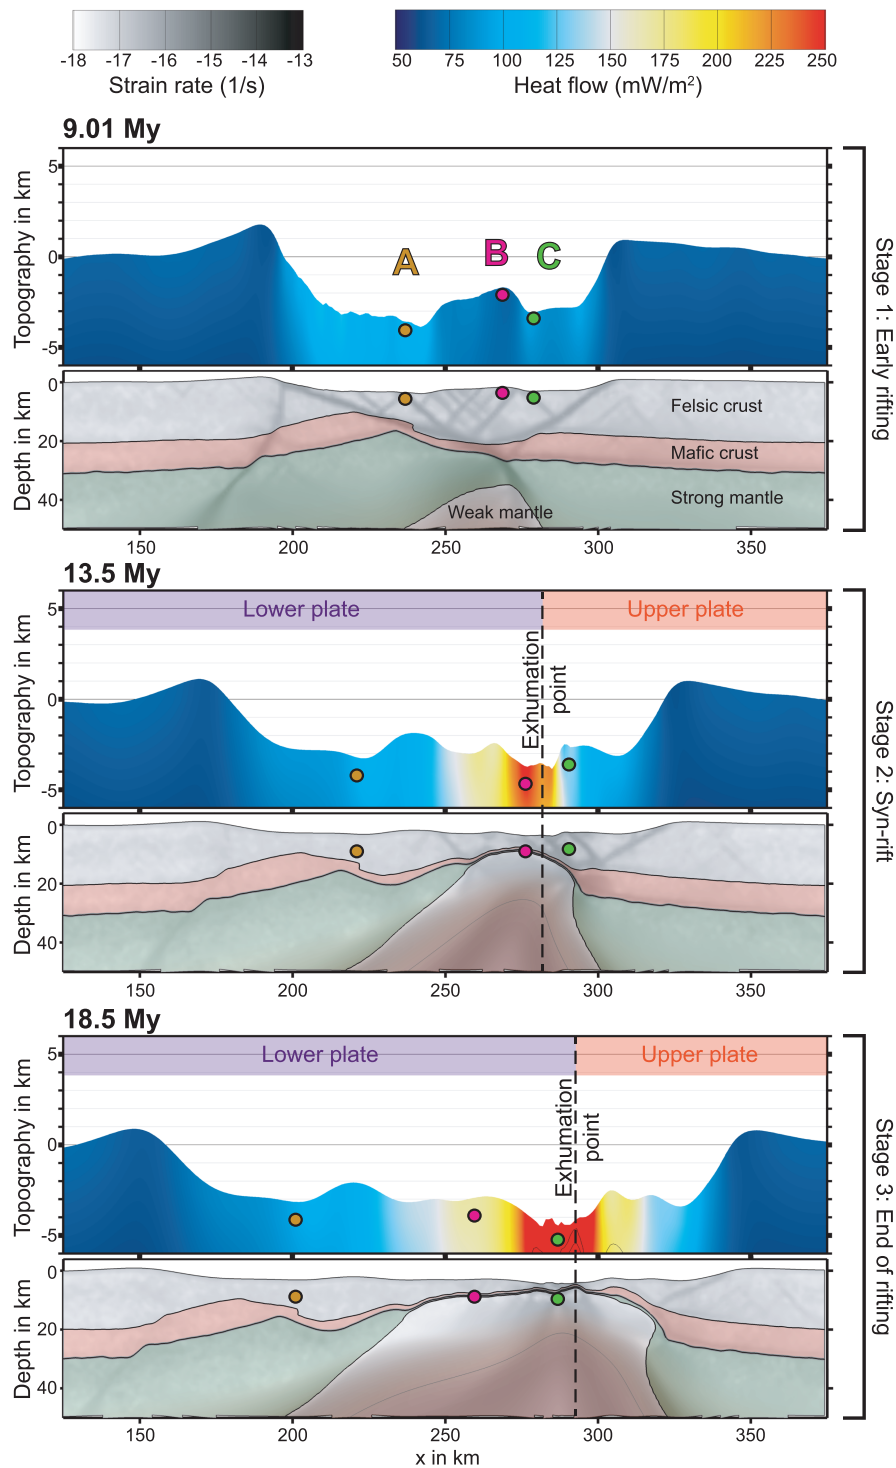 -18 -17 -16 -15 -14 -13
Strain rate (1/s)
50 75 100 125 150 175 200 225 250
Heat flow (mW/m²)
9.01 My
Topography in km
5
0
-5
A
B
C
Stage 1: Early rifting
Depth in km
0
20
40
Felsic crust
Mafic crust
Strong mantle
Weak mantle
150 200 250 300 350
13.5 My
Lower plate
Upper plate
Exhumation
point
Topography in km
5
0
-5
Stage 2: Syn-rift
Depth in km
0
20
40
150 200 250 300 350
18.5 My
Lower plate
Upper plate
Exhumation
point
Topography in km
5
0
-5
Stage 3: End of rifting
Depth in km
0
20
40
150 200 250 300 350
x in km